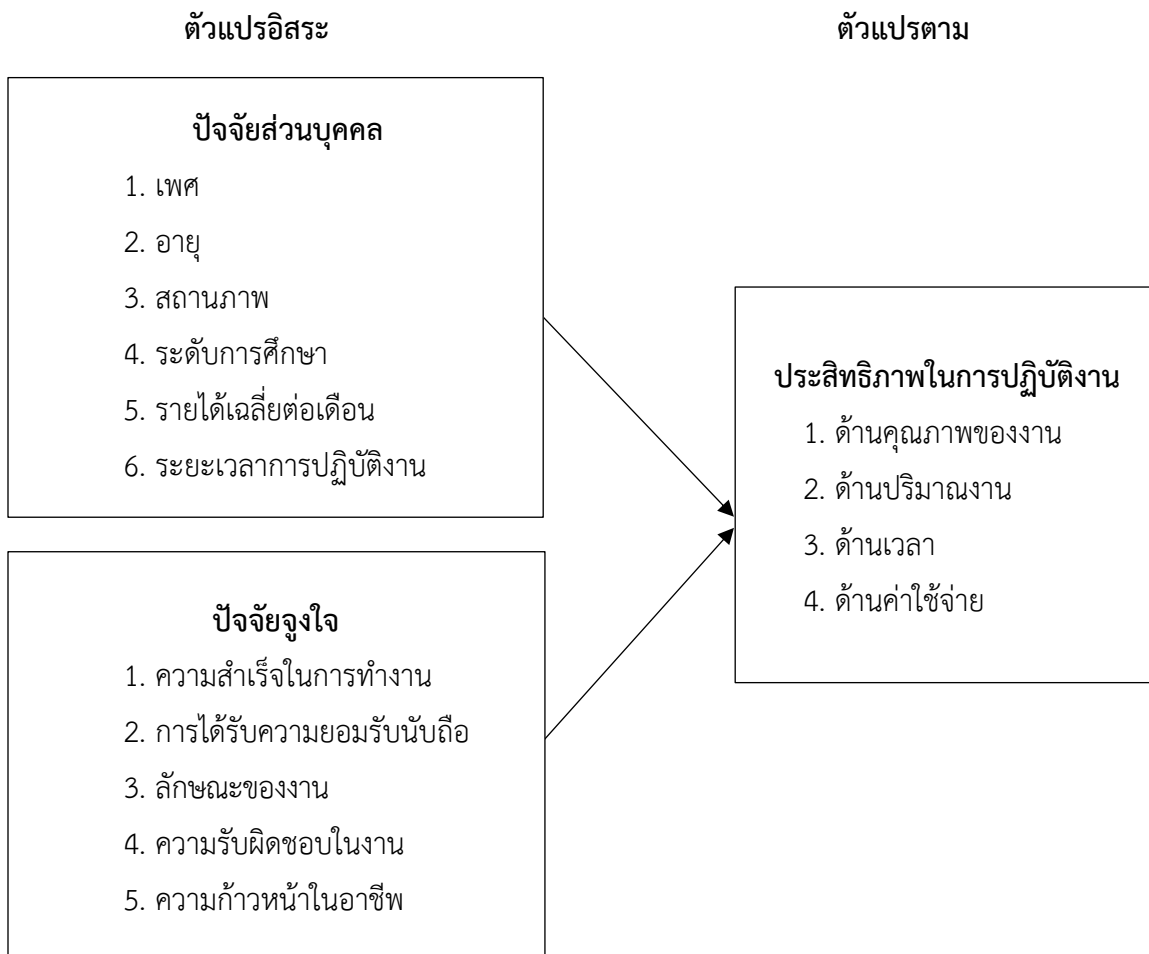 ตัวแปรอิสระ
ตัวแปรตาม
ปัจจัยส่วนบุคคล
1. เพศ
2. อายุ
3. สถานภาพ
4. ระดับการศึกษา
5. รายได้เฉลี่ยต่อเดือน
6. ระยะเวลาการปฏิบัติงาน
ปัจจัยจูงใจ
1. ความสำเร็จในการทำงาน
2. การได้รับความยอมรับนับถือ
3. ลักษณะของงาน
4. ความรับผิดชอบในงาน
5. ความก้าวหน้าในอาชีพ
ประสิทธิภาพในการปฏิบัติงาน
1. ด้านคุณภาพของงาน
2. ด้านปริมาณงาน
3. ด้านเวลา
4. ด้านค่าใช้จ่าย